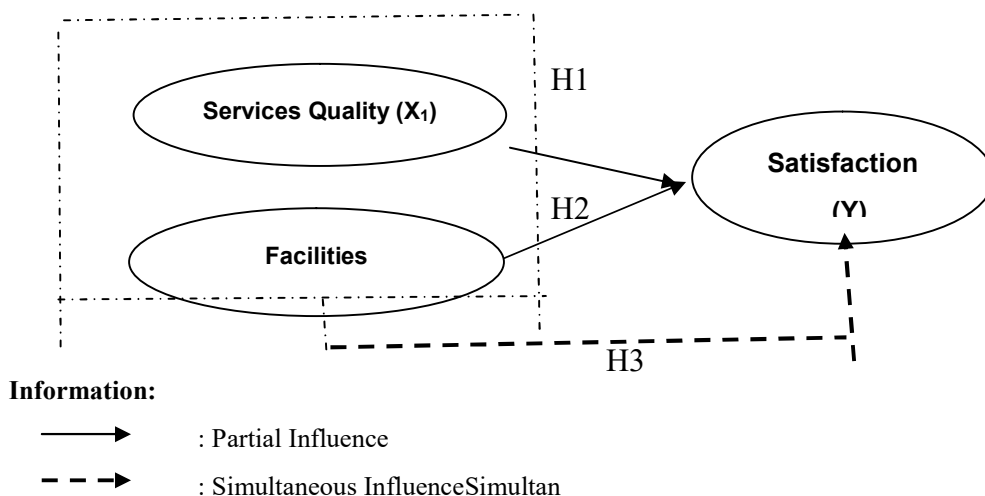 H1
Services Quality (X₁)
Satisfaction
(Y)
H2
Facilities
H3
Information:
: Partial Influence
: Simultaneous InfluenceSimultan